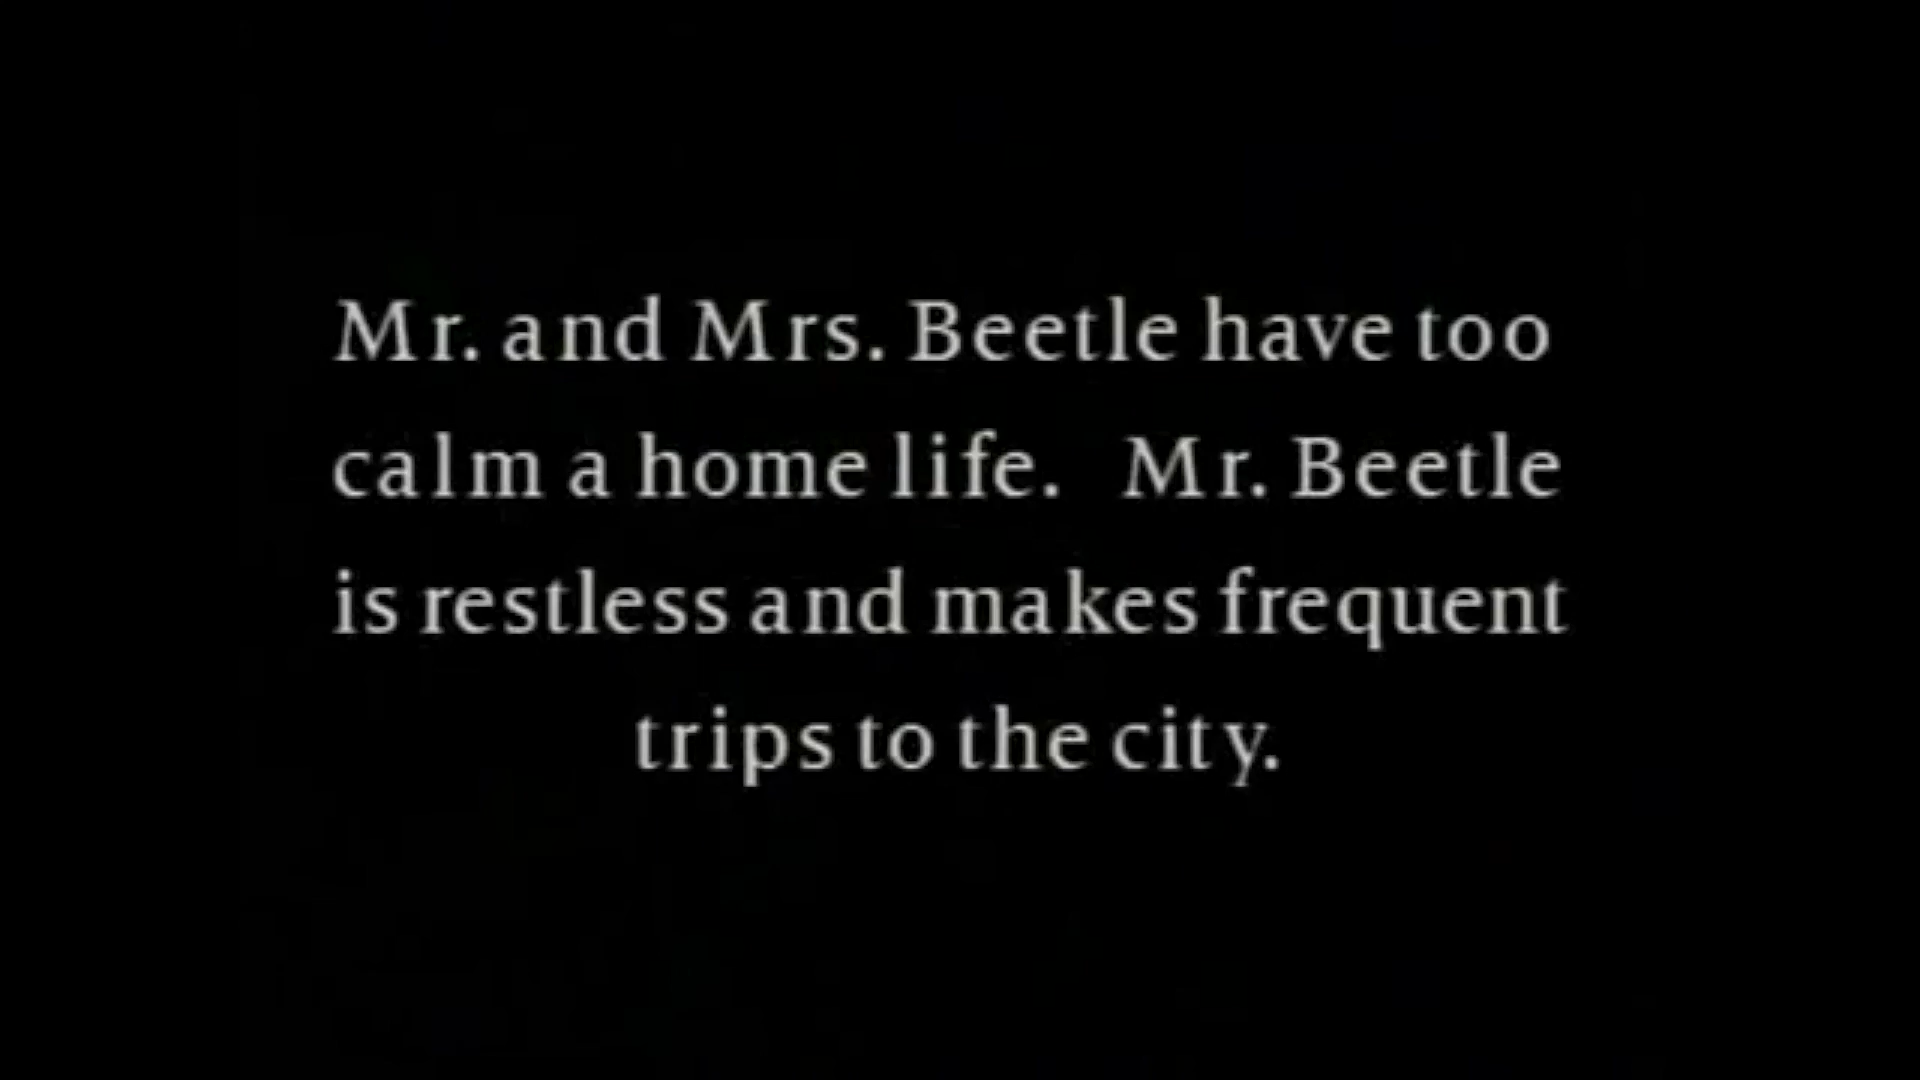 Mr. and Mrs. Beetle have too
calm a home life. Mr. Beetle
is restless and makes frequent
trips to the city.